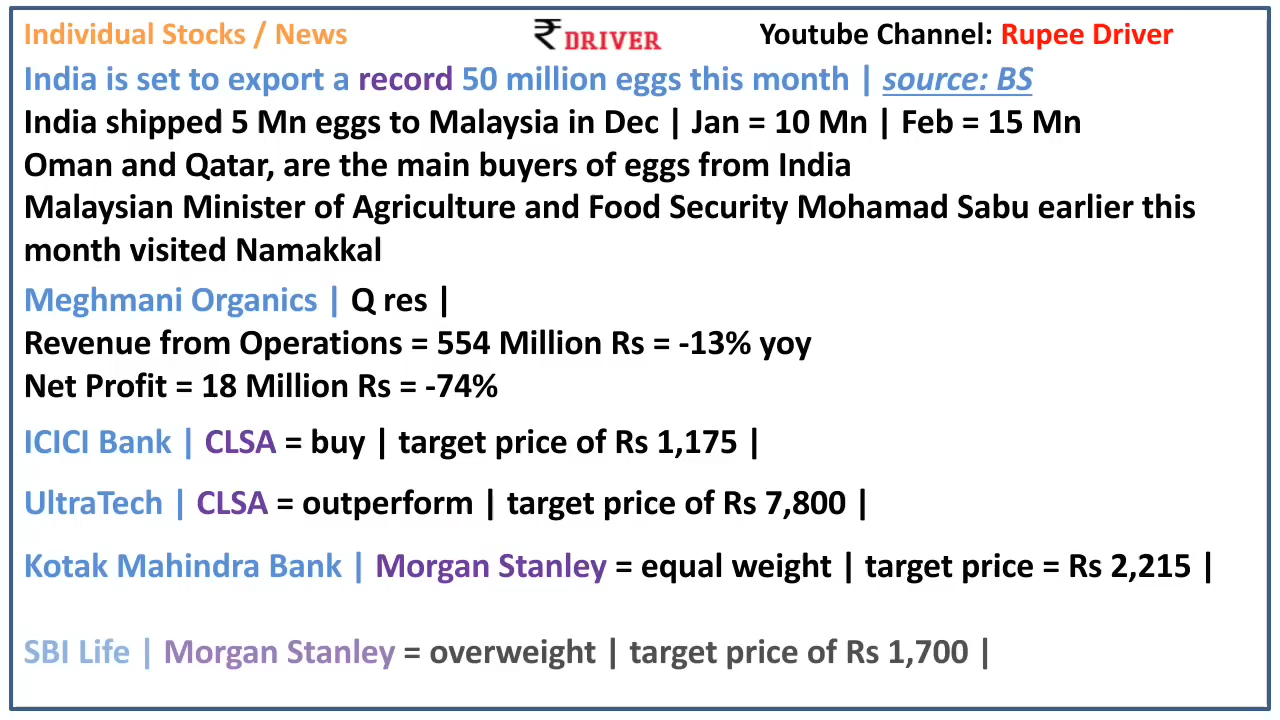 Individual Stocks / News
₹ DRIVER
Youtube Channel: Rupee Driver
India is set to export a record 50 million eggs this month | source: BS
India shipped 5 Mn eggs to Malaysia in Dec | Jan = 10 Mn | Feb = 15 Mn
Oman and Qatar, are the main buyers of eggs from India
Malaysian Minister of Agriculture and Food Security Mohamad Sabu earlier this
month visited Namakkal
Meghmani Organics | Q res |
Revenue from Operations = 554 Million Rs = -13% yoy
Net Profit = 18 Million Rs = -74%
ICICI Bank | CLSA = buy | target price of Rs 1,175 |
UltraTech | CLSA = outperform | target price of Rs 7,800 |
Kotak Mahindra Bank | Morgan Stanley = equal weight | target price = Rs 2,215 |
SBI Life | Morgan Stanley = overweight | target price of Rs 1,700 |